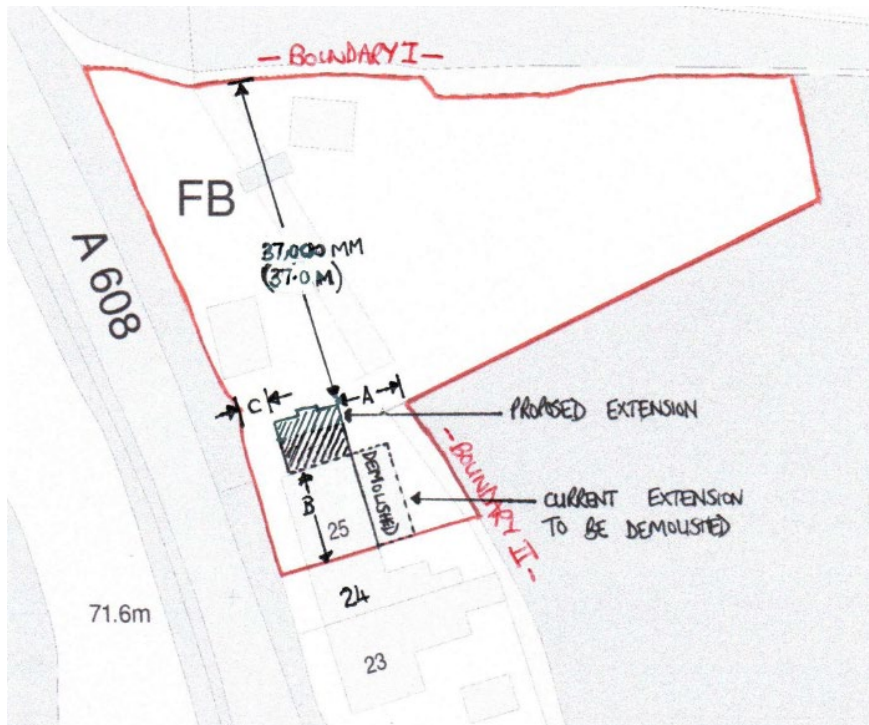 — BOUNDARY I —
FB
37.000 MM
(37.0 M)
A 608
C
A
PROPOSED EXTENSION
B
DEMOLISHED
- BOUNDARY II -
CURRENT EXTENSION
TO BE DEMOLISHED
25
24
71.6m
23